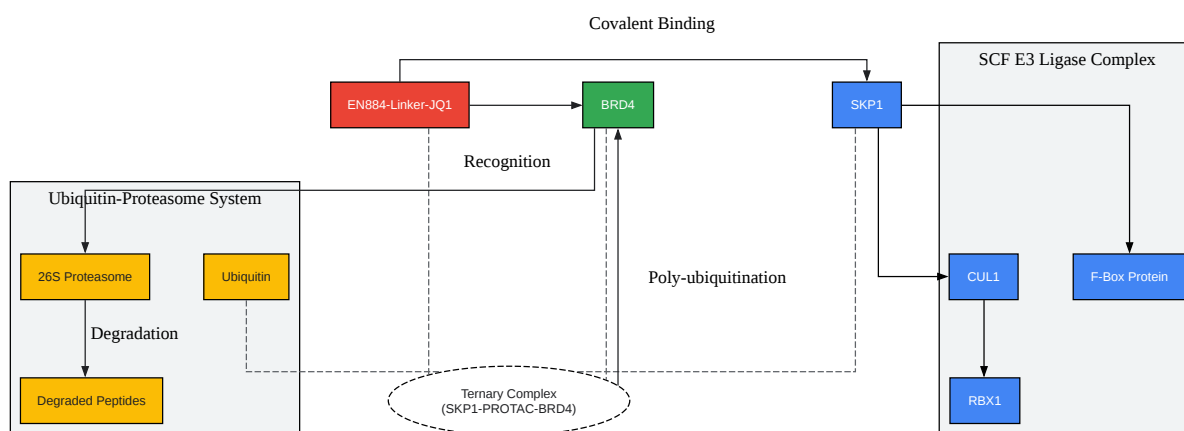 Covalent Binding
SCF E3 Ligase Complex
EN884-Linker-JQ1
BRD4
SKP1
Recognition
Ubiquitin-Proteasome System
26S Proteasome
Ubiquitin
Poly-ubiquitination
CUL1
F-Box Protein
Degradation
Degraded Peptides
Ternary Complex
(SKP1-PROTAC-BRD4)
RBX1